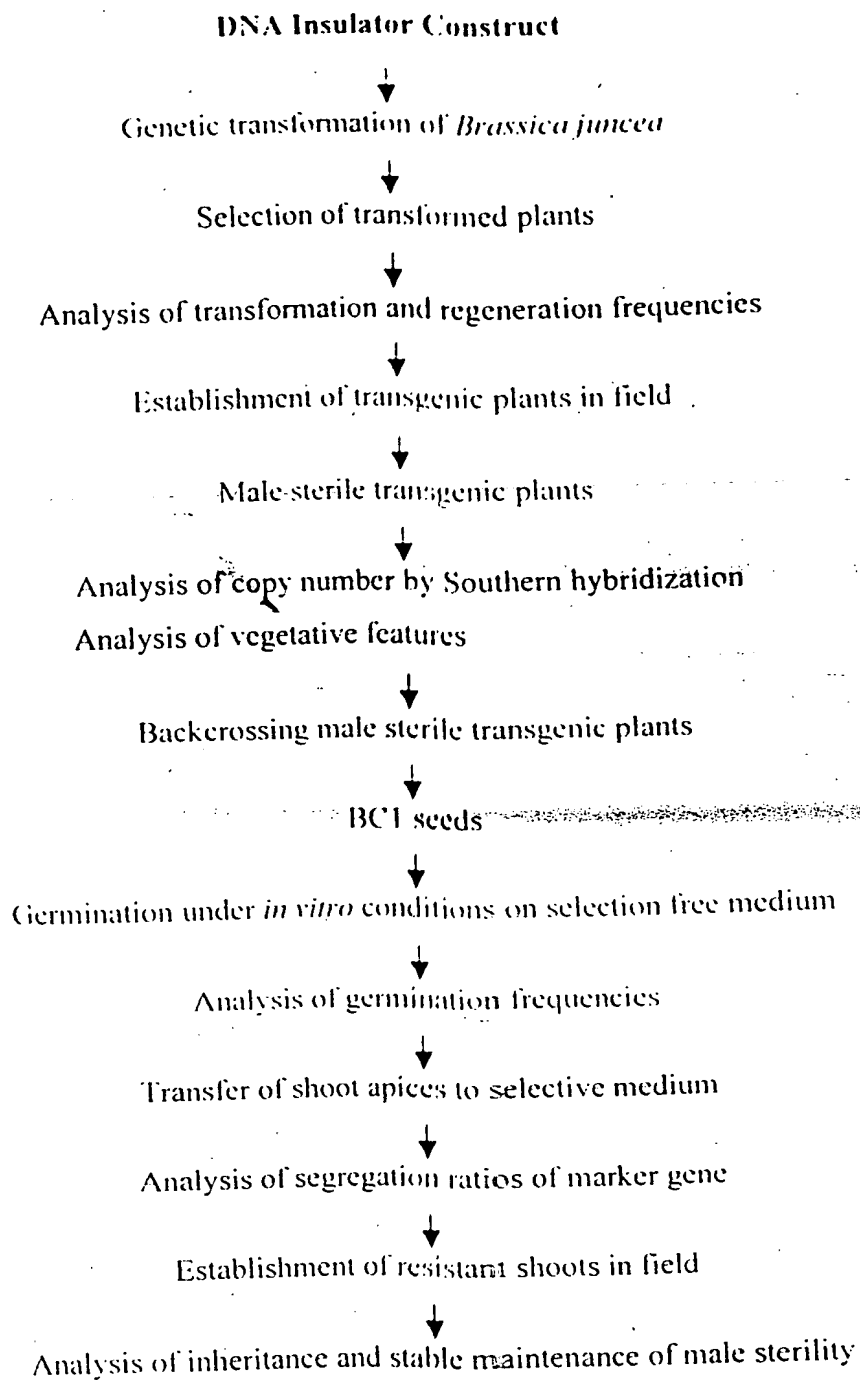 DNA Insulator Construct
Genetic transformation of Brassica juncea
Selection of transformed plants
Analysis of transformation and regeneration frequencies
Establishment of transgenic plants in field
Male-sterile transgenic plants
Analysis of copy number by Southern hybridization
Analysis of vegetative features
Backcrossing male sterile transgenic plants
BC1 seeds
Germination under in vitro conditions on selection free medium
Analysis of germination frequencies
Transfer of shoot apices to selective medium
Analysis of segregation ratios of marker gene
Establishment of resistant shoots in field
Analysis of inheritance and stable maintenance of male sterility